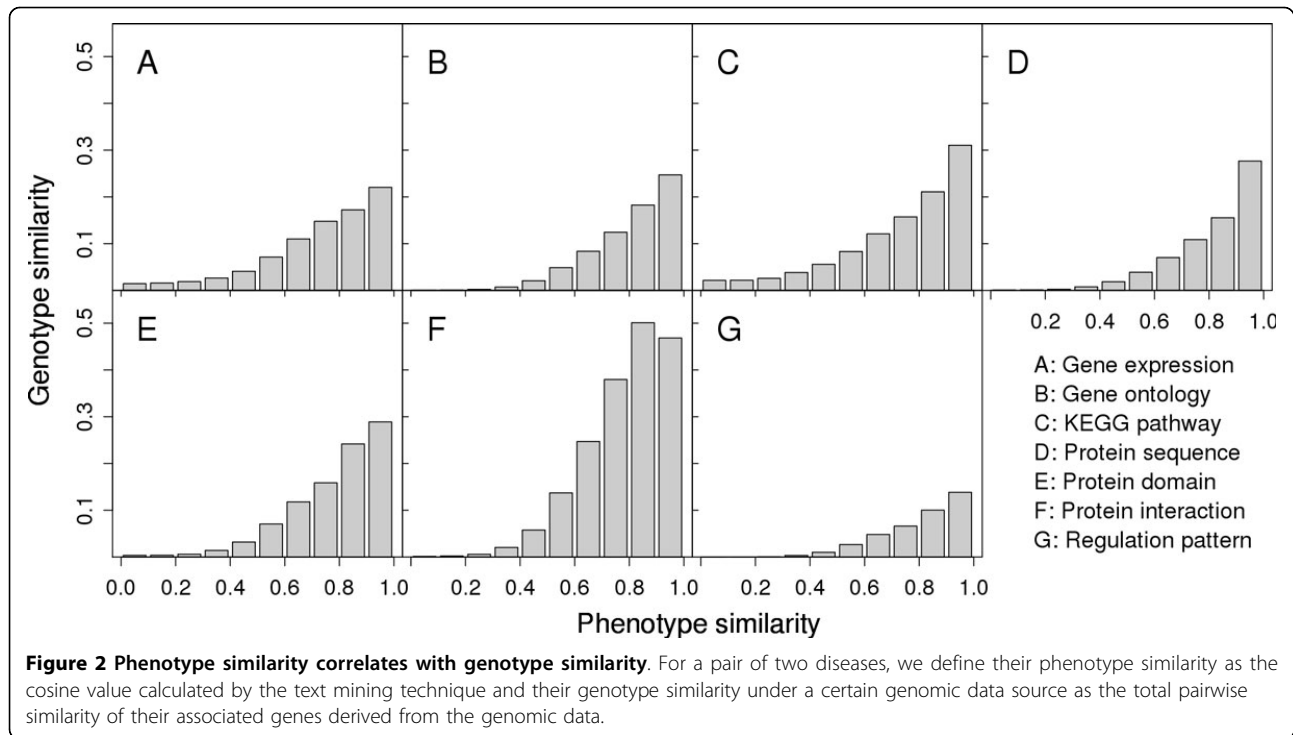 A
B
C
D
0.5
0.3
0.1
Genotype similarity
0.2 0.4 0.6 0.8 1.0
E
F
G
0.5
0.3
0.1
A: Gene expression
B: Gene ontology
C: KEGG pathway
D: Protein sequence
E: Protein domain
F: Protein interaction
G: Regulation pattern
0.0 0.2 0.4 0.6 0.8 1.0 0.2 0.4 0.6 0.8 1.0 0.2 0.4 0.6 0.8 1.0
Phenotype similarity
Figure 2 Phenotype similarity correlates with genotype similarity. For a pair of two diseases, we define their phenotype similarity as the
cosine value calculated by the text mining technique and their genotype similarity under a certain genomic data source as the total pairwise
similarity of their associated genes derived from the genomic data.